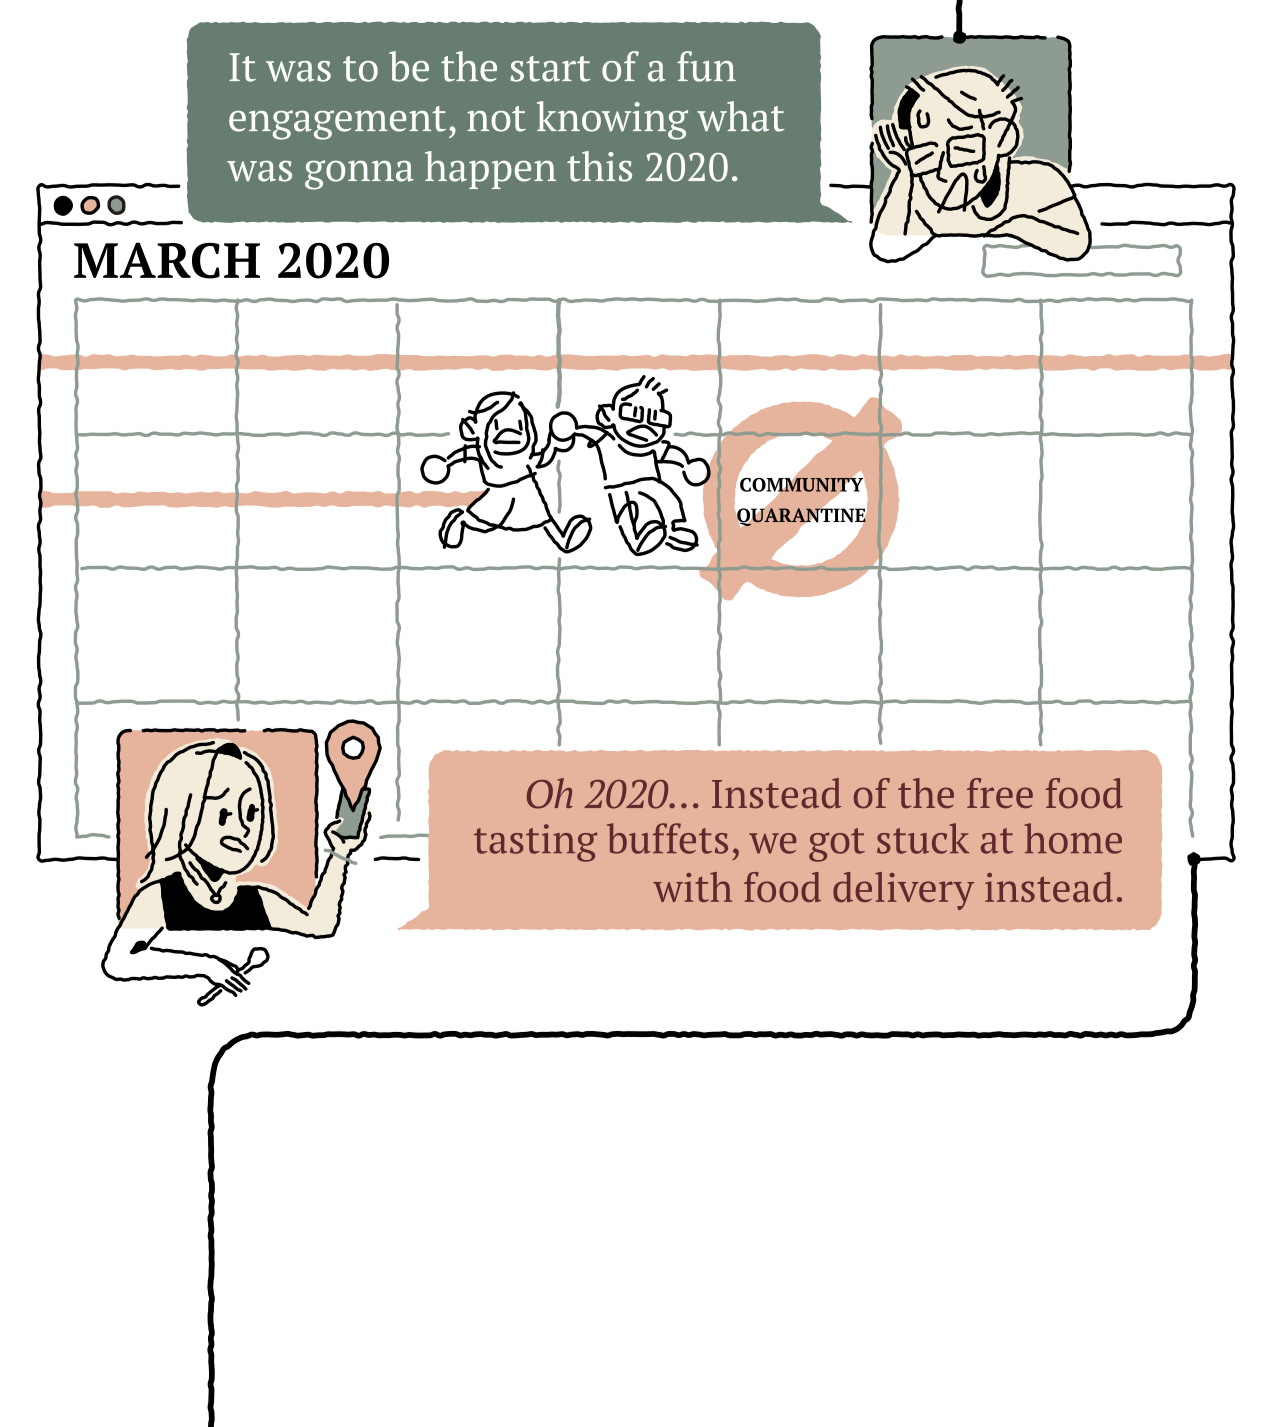 It was to be the start of a fun
engagement, not knowing what
was gonna happen this 2020.
MARCH 2020
COMMUNITY
QUARANTINE
Oh 2020... Instead of the free food
tasting buffets, we got stuck at home
with food delivery instead.